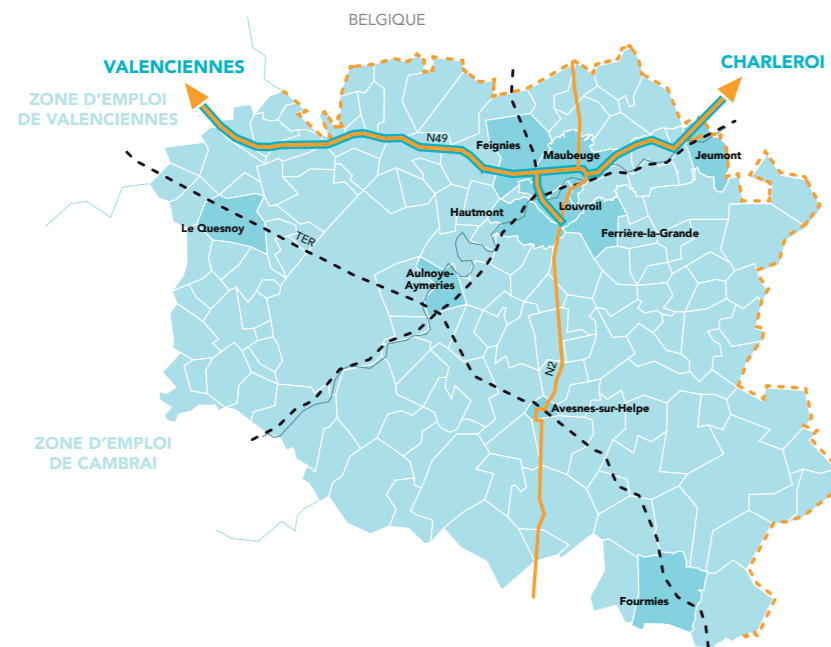 BELGIQUE
VALENCIENNES
CHARLEROI
ZONE D'EMPLOI
DE VALENCIENNES
N49
Feignies
Maubeuge
Jeumont
Hautmont
Louvroil
Le Quesnoy
TER
Ferrière-la-Grande
Aulnoye-
Aymeries
N2
Avesnes-sur-Helpe
ZONE D'EMPLOI
DE CAMBRAI
Fourmies